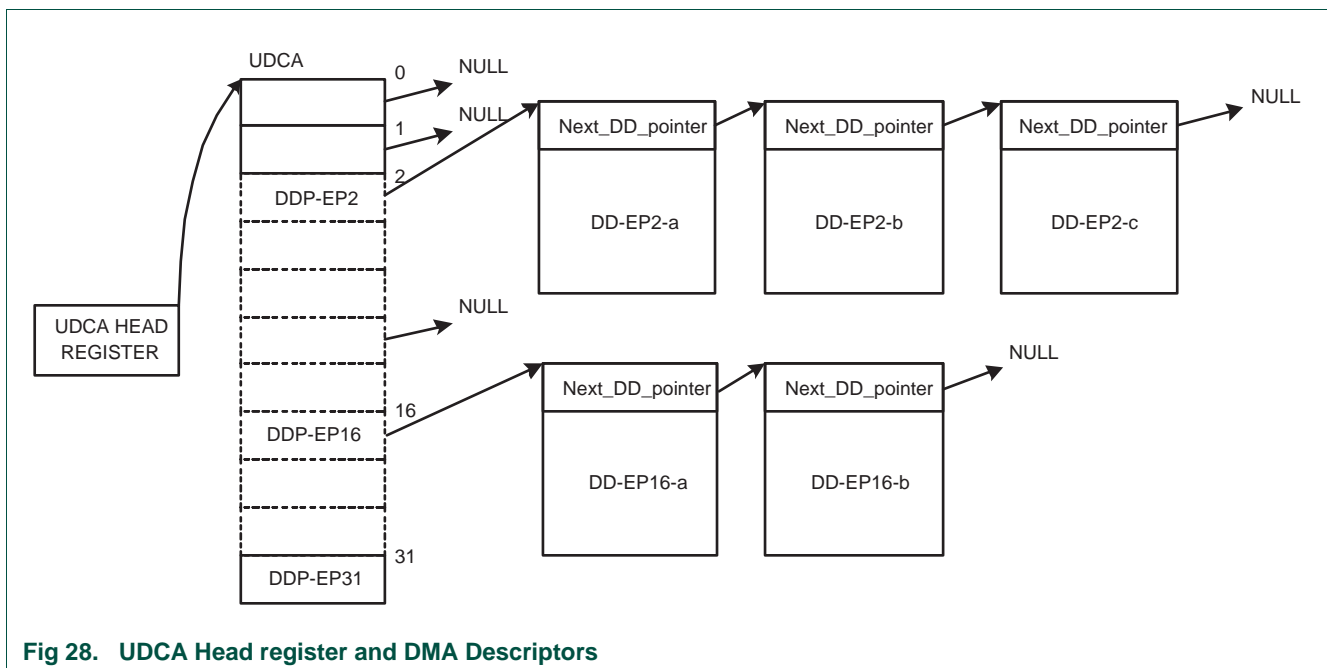 UDCA
0
NULL
NULL
1
2
Next_DD_pointer
Next_DD_pointer
Next_DD_pointer
NULL
DDP-EP2
DD-EP2-a
DD-EP2-b
DD-EP2-c
UDCA HEAD
REGISTER
NULL
NULL
16
Next_DD_pointer
Next_DD_pointer
DDP-EP16
DD-EP16-a
DD-EP16-b
31
DDP-EP31
Fig 28. UDCA Head register and DMA Descriptors